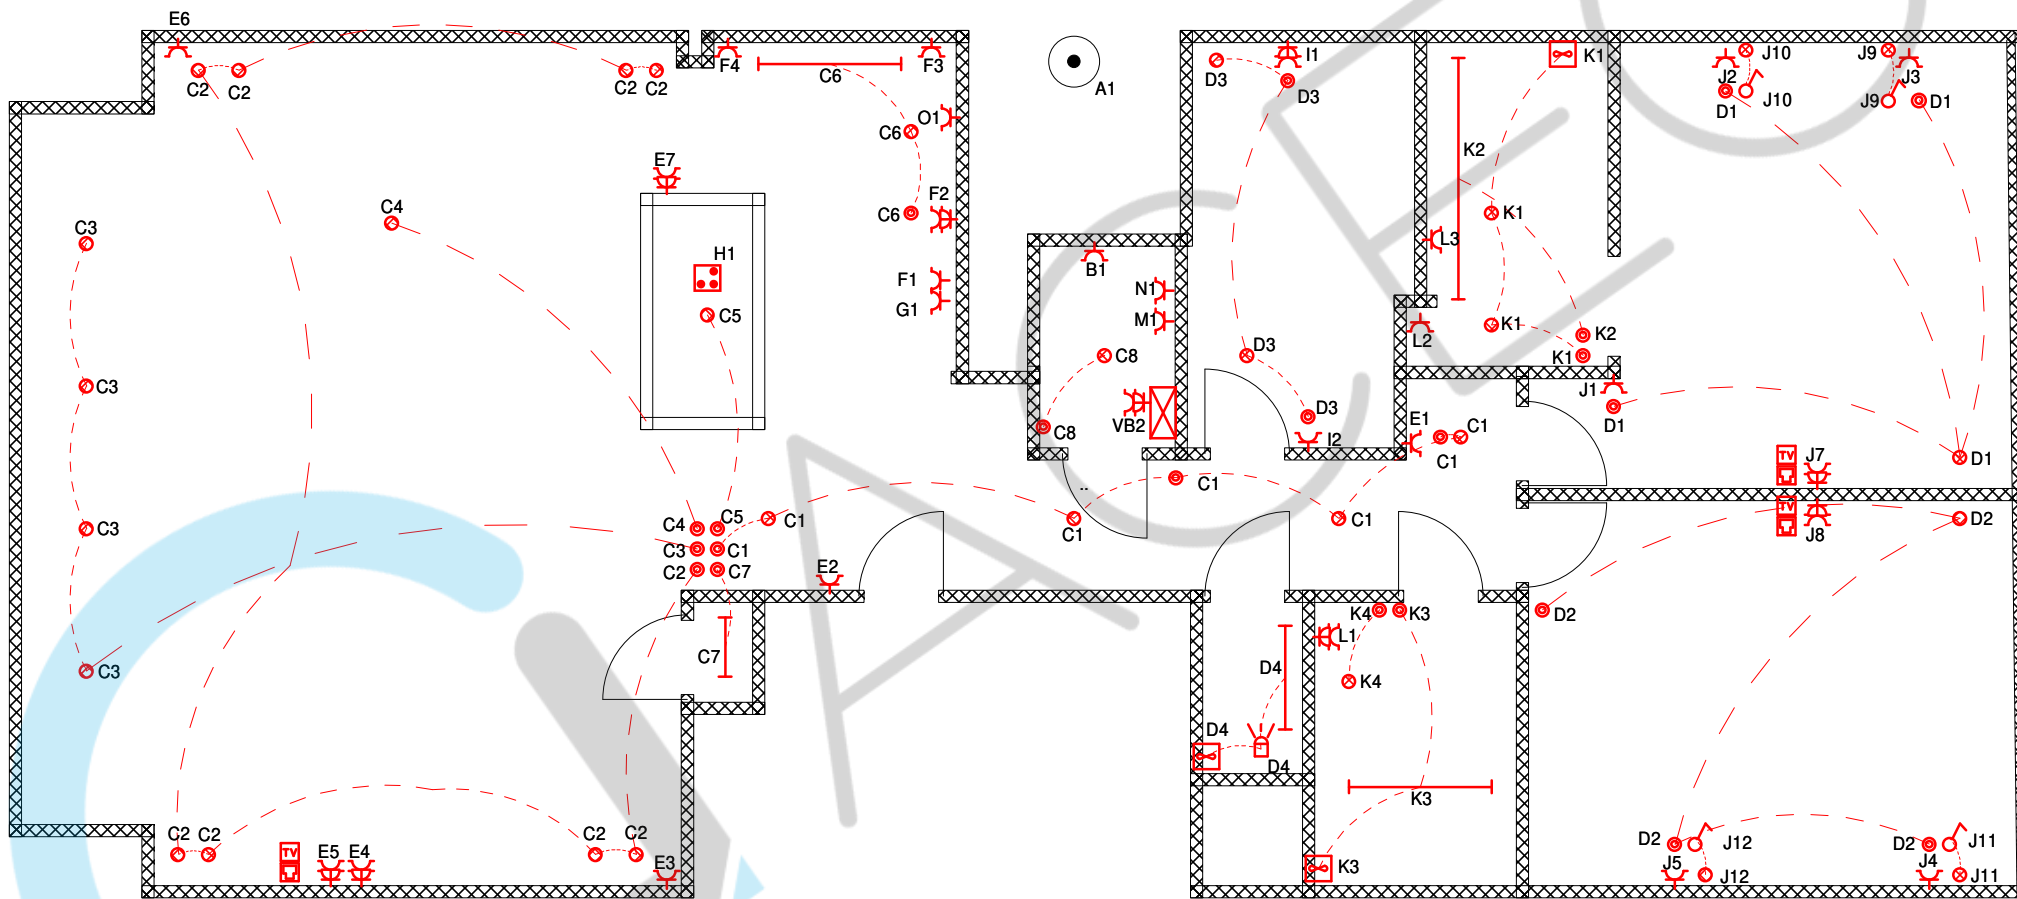 E6
F4
F3
C6
I1
K1
J10
J9
J2
J3
C2
C2
C2
C2
A1
D3
D3
D1
J10
J9
D1
O1
C6
K2
E7
F2
C6
K1
C3
C4
L3
H1
B1
F1
G1
N1
M1
C5
K1
L2
K2
K1
D3
C8
C3
J1
D1
VB2
C8
D3
I2
E1
C1
C1
TV
J7
D1
C1
TV
J8
D2
C4
C5
C1
C1
C1
C3
C3
C1
C2
C7
E2
K4
K3
D2
L1
C7
C3
D4
K4
D4
D4
K3
C2
C2
C2
C2
TV
E5
E4
E3
K3
D2
J12
D2
J11
J5
J12
J4
J11
CAPE